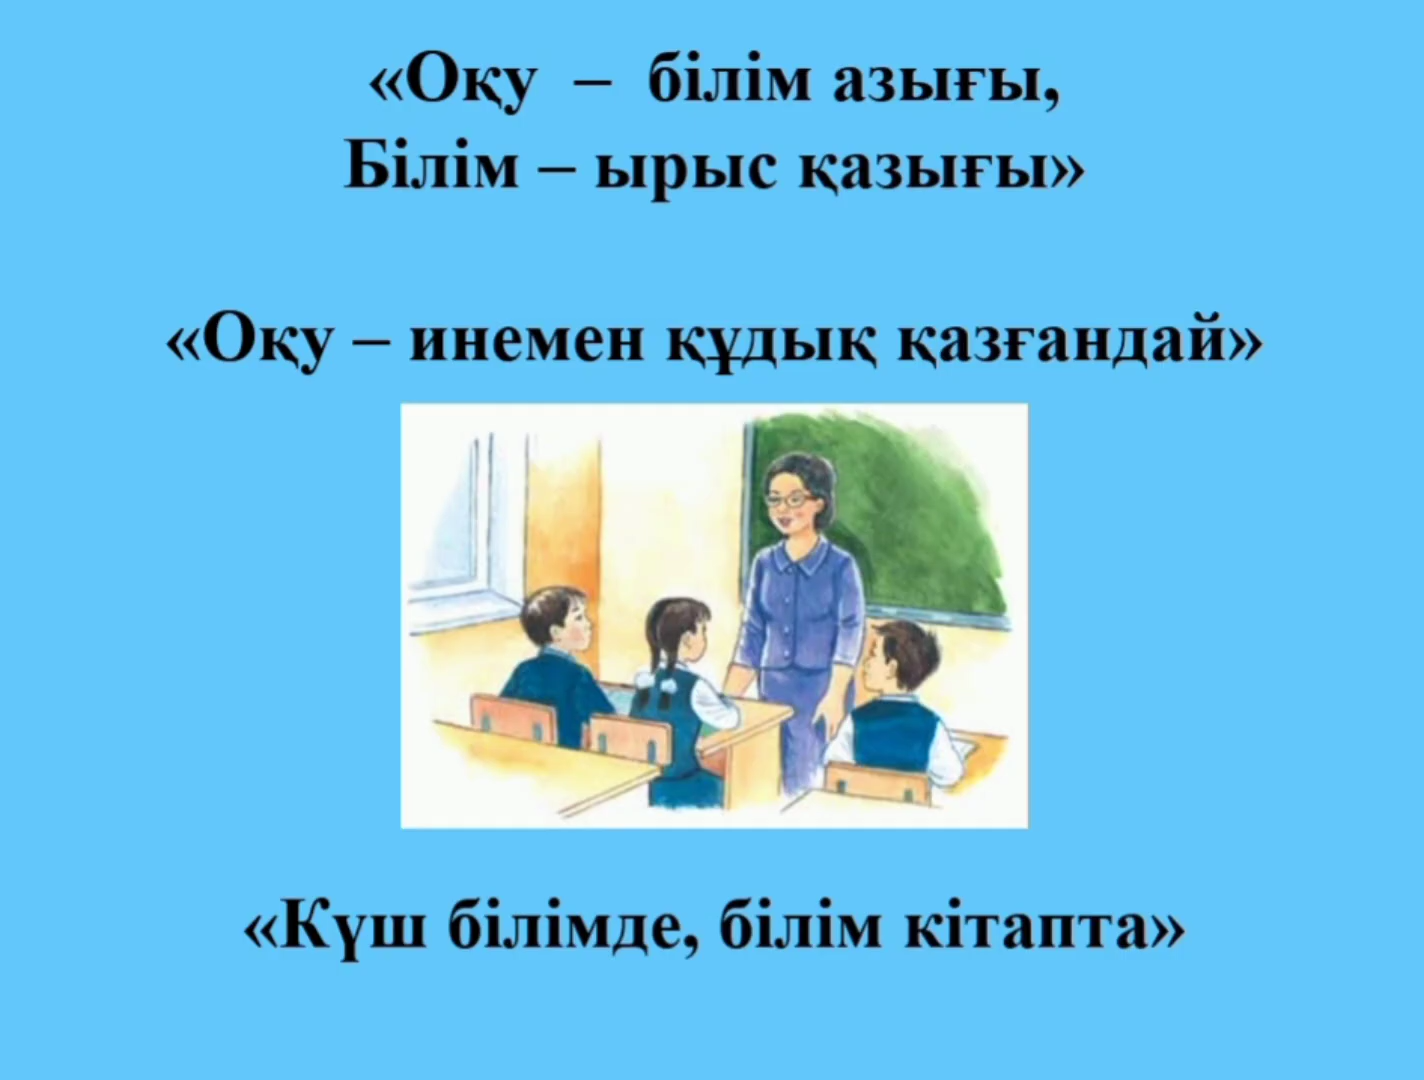 «Оқу – білім азығы,
Білім – ырыс қазығы»
«Оқу – инемен құдық қазғандай»
«Күш білімде, білім кітапта»